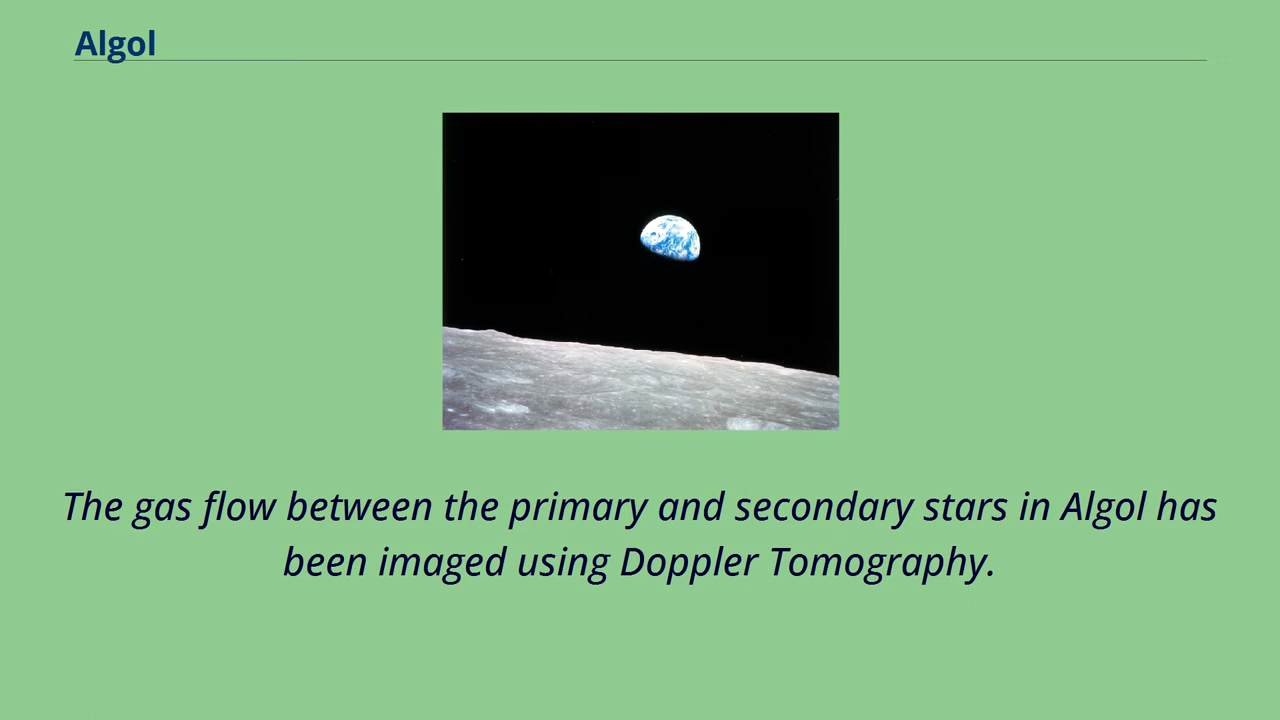 Algol
The gas flow between the primary and secondary stars in Algol has
been imaged using Doppler Tomography.